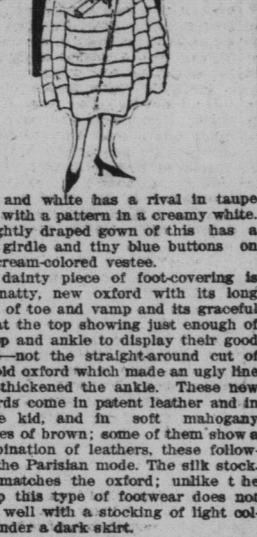 and white has a rival in taupe
with a pattern in a creamy white.
ghtly draped gown of this has a
girdle and tiny blue buttons on
cream-colored vestee.
dainty piece of foot-covering is
natty, new oxford with its long
of toe and vamp and its graceful
at the top showing just enough of
p and ankle to display their good
—not the straight-around cut of
old oxford which made an ugly line
thickened the ankle. These new
rds come in patent leather and in
e kid, and in soft mahogany
es of brown; some of them show a
bination of leathers, these follow-
the Parisian mode. The silk stock-
matches the oxford; unlike t he
p this type of footwear does not
well with a stocking of light col-
nder a dark skirt.